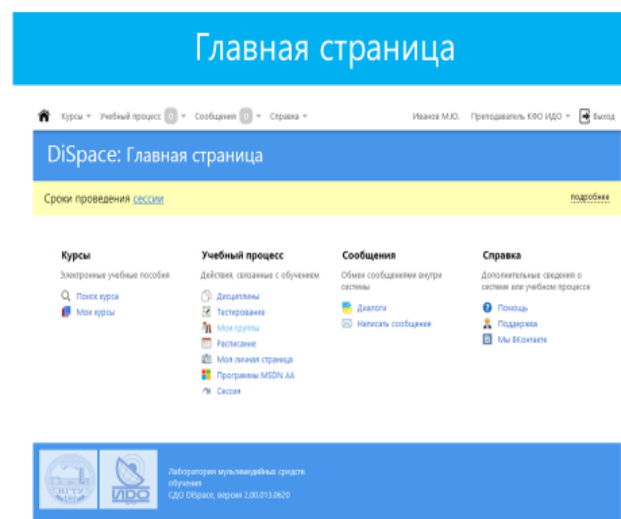 Главная страница
Курсы Учебный процесс 0 Сообщения 0 Справка Иванов М.Ю. Преподаватель КФО ИДО Выход
DiSpace: Главная страница
Сроки проведения сессии подробнее
Курсы Учебный процесс Сообщения Справка
Электронные учебные пособия Действия, связанные с обучением Обмен сообщениями внутри Дополнительные сведения о
системы системе или учебном процессе
Поиск курса Дисциплины Диалоги Помощь
Мои курсы Тестирование Написать сообщение Поддержка
Мои группы Мы ВКонтакте
Расписание
Моя личная страница
Программы MSDN AA
Сессия
Лаборатория мультимедийных средств
обучения
СДО DiSpace, версия 2.00.013.0620
НГТУ ИДО